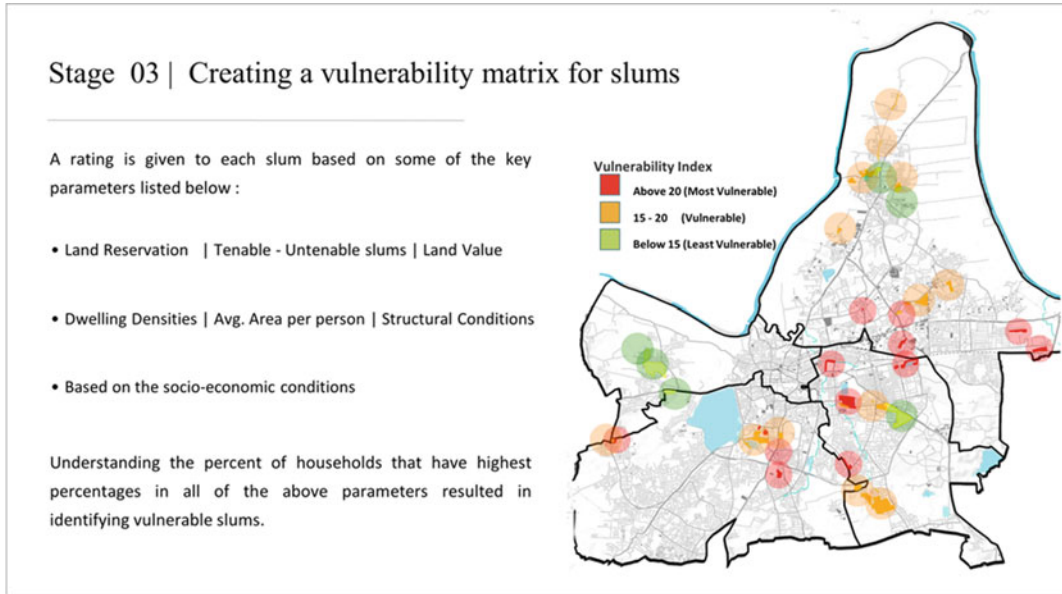 Stage 03 | Creating a vulnerability matrix for slums
A rating is given to each slum based on some of the key
parameters listed below :
• Land Reservation | Tenable - Untenable slums | Land Value
• Dwelling Densities | Avg. Area per person | Structural Conditions
• Based on the socio-economic conditions
Understanding the percent of households that have highest
percentages in all of the above parameters resulted in
identifying vulnerable slums.
Vulnerability Index
Above 20 (Most Vulnerable)
15 - 20 (Vulnerable)
Below 15 (Least Vulnerable)